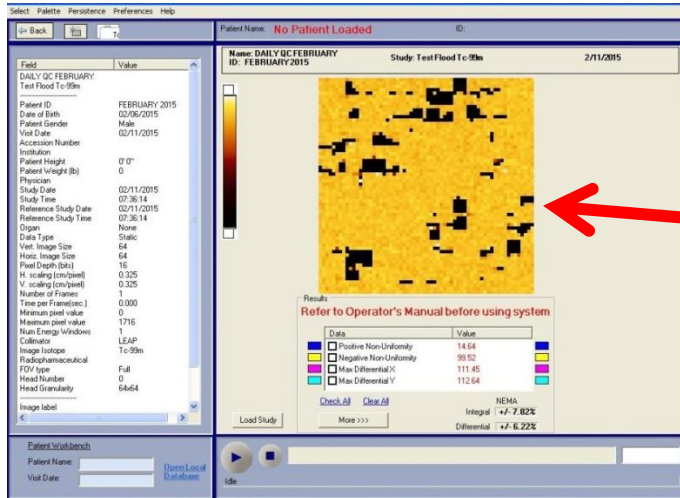 Select Palette Persistence Preferences Help
Back
Patient Name: No Patient Loaded ID:
Name: DAILY QC FEBRUARY Study: Test Flood Tc-99m 2/11/2015
ID: FEBRUARY 2015
Field Value
DAILY QC FEBRUARY
Test Flood Tc-99m
Patient ID FEBRUARY 2015
Date of Birth 02/06/2015
Patient Gender Male
Visit Date 02/11/2015
Accession Number
Institution
Patient Height 0' 0"
Patient Weight (lb) 0
Physician
Study Date 02/11/2015
Study Time 07:36:14
Reference Study Date 02/11/2015
Reference Study Time 07:36:14
Organ None
Data Type Static
Vert. Image Size 64
Horiz. Image Size 64
Pixel Depth (bits) 16
H. scaling (cm/pixel) 0.325
V. scaling (cm/pixel) 0.325
Number of Frames 1
Time per Frame(sec.) 0.000
Minimum pixel value 0
Maximum pixel value 1716
Num Energy Windows 1
Collimator LEAP
Image Isotope Tc-99m
Radiopharmaceutical
FOV type Full
Head Number 0
Head Granularity 64x64
Image label
Results
Refer to Operator's Manual before using system
Data Value
Positive Non-Uniformity 14.64
Negative Non-Uniformity 99.52
Max Differential X 111.45
Max Differential Y 112.64
Check All Clear All NEMA
Integral +/- 7.82%
Load Study More >>> Differential +/- 6.22%
Patient Workbench
Patient Name:
Open Local
Visit Date: Database
Idle